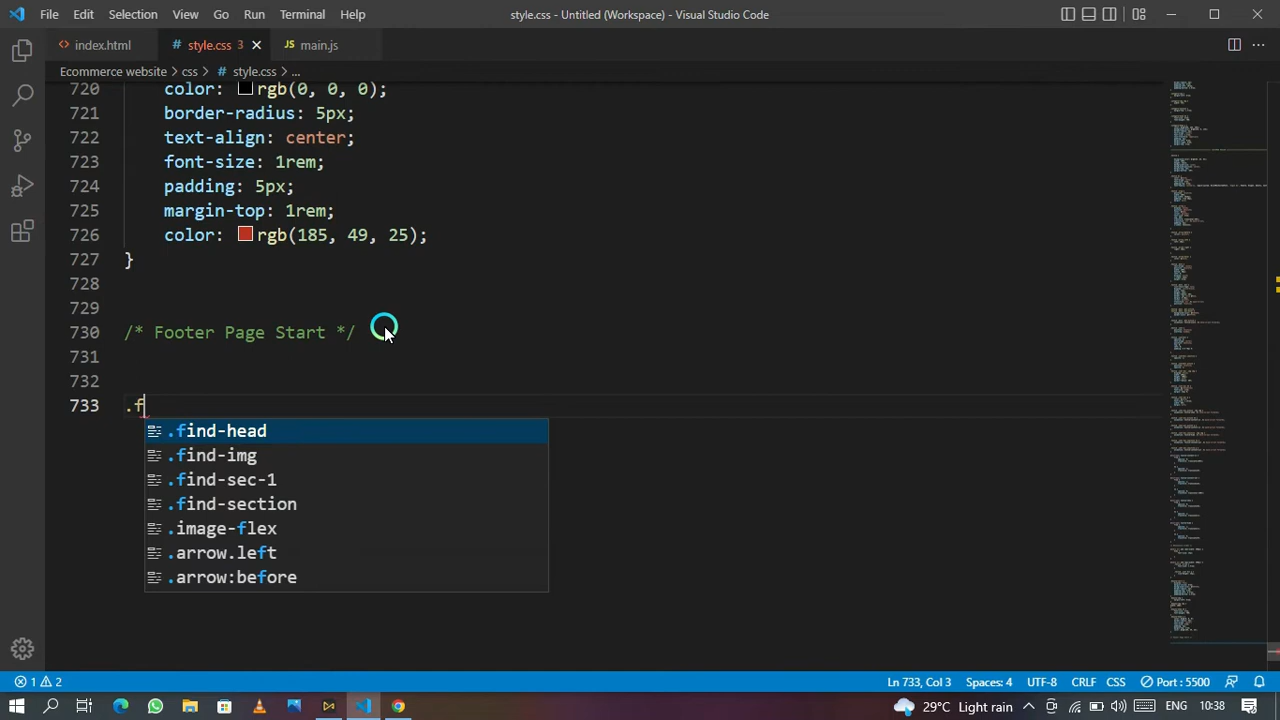 File Edit Selection View Go Run Terminal Help
style.css - Untitled (Workspace) - Visual Studio Code
index.html
style.css 3
main.js
Ecommerce website > css > style.css > ...
720 color: rgb(0, 0, 0);
721 border-radius: 5px;
722 text-align: center;
723 font-size: 1rem;
724 padding: 5px;
725 margin-top: 1rem;
726 color: rgb(185, 49, 25);
727 }
728
729
730 /* Footer Page Start */
731
732
733 .f
.find-head
.find-img
.find-sec-1
.find-section
.image-flex
.arrow.left
.arrow:before
1 2
Ln 733, Col 3 Spaces: 4 UTF-8 CRLF CSS Port : 5500
29°C Light rain ENG 10:38